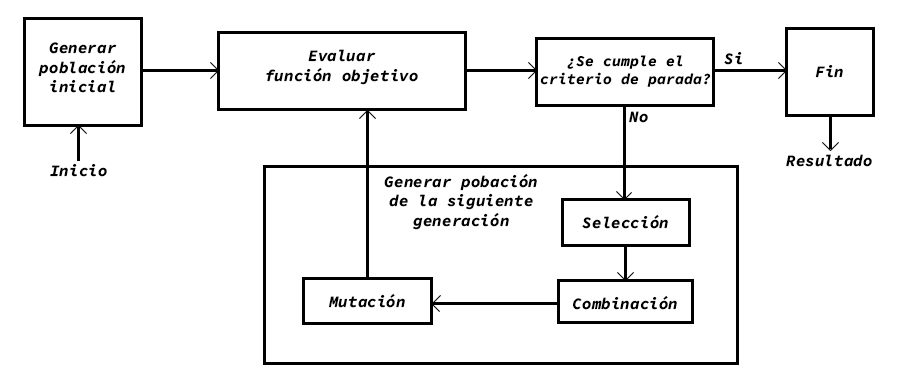 Generar
población
inicial
Inicio
Evaluar
función objetivo
¿Se cumple el
criterio de parada?
Si
No
Fin
Resultado
Generar pobación
de la siguiente
generación
Selección
Combinación
Mutación